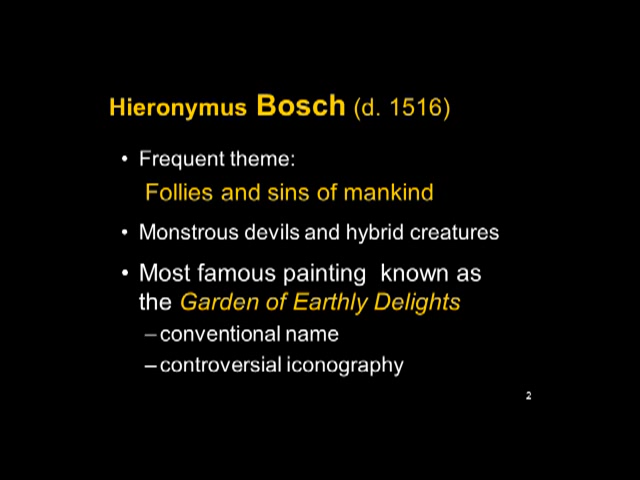 Hieronymus Bosch (d. 1516)
• Frequent theme:
Follies and sins of mankind
• Monstrous devils and hybrid creatures
• Most famous painting known as
the Garden of Earthly Delights
–conventional name
–controversial iconography
2